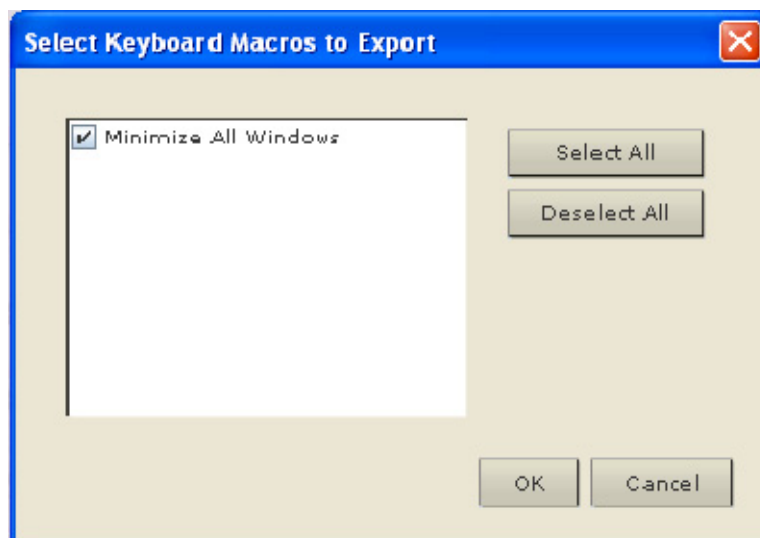 Select Keyboard Macros to Export
Minimize All Windows
Select All
Deselect All
OK
Cancel